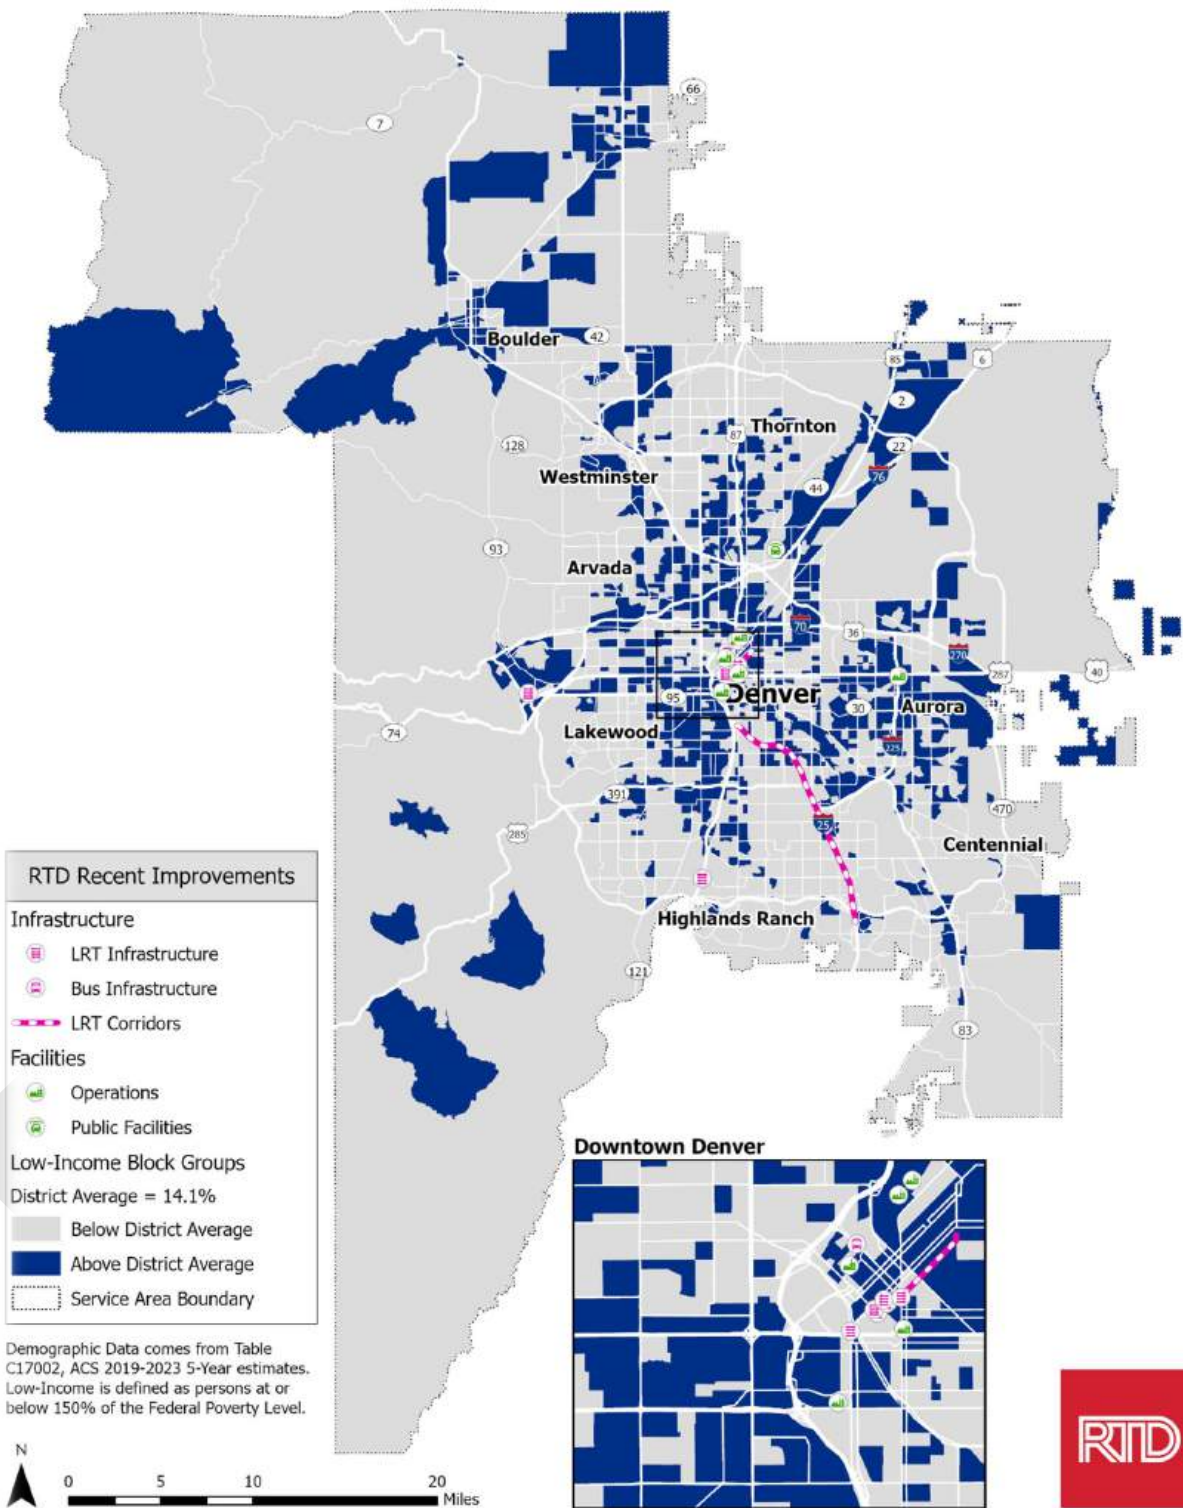 66
7
Boulder
42
85
6
2
Thornton
87
22
128
Westminster
76
44
93
Arvada
70
36
270
287
40
95
Denver
30
Aurora
Lakewood
74
225
391
470
25
285
Centennial
Highlands Ranch
121
83
RTD Recent Improvements
Infrastructure
LRT Infrastructure
Bus Infrastructure
LRT Corridors
Facilities
Operations
Public Facilities
Low-Income Block Groups
District Average = 14.1%
Below District Average
Above District Average
Service Area Boundary
Demographic Data comes from Table
C17002, ACS 2019-2023 5-Year estimates.
Low-Income is defined as persons at or
below 150% of the Federal Poverty Level.
N
0 5 10 20
Miles
Downtown Denver
RTD